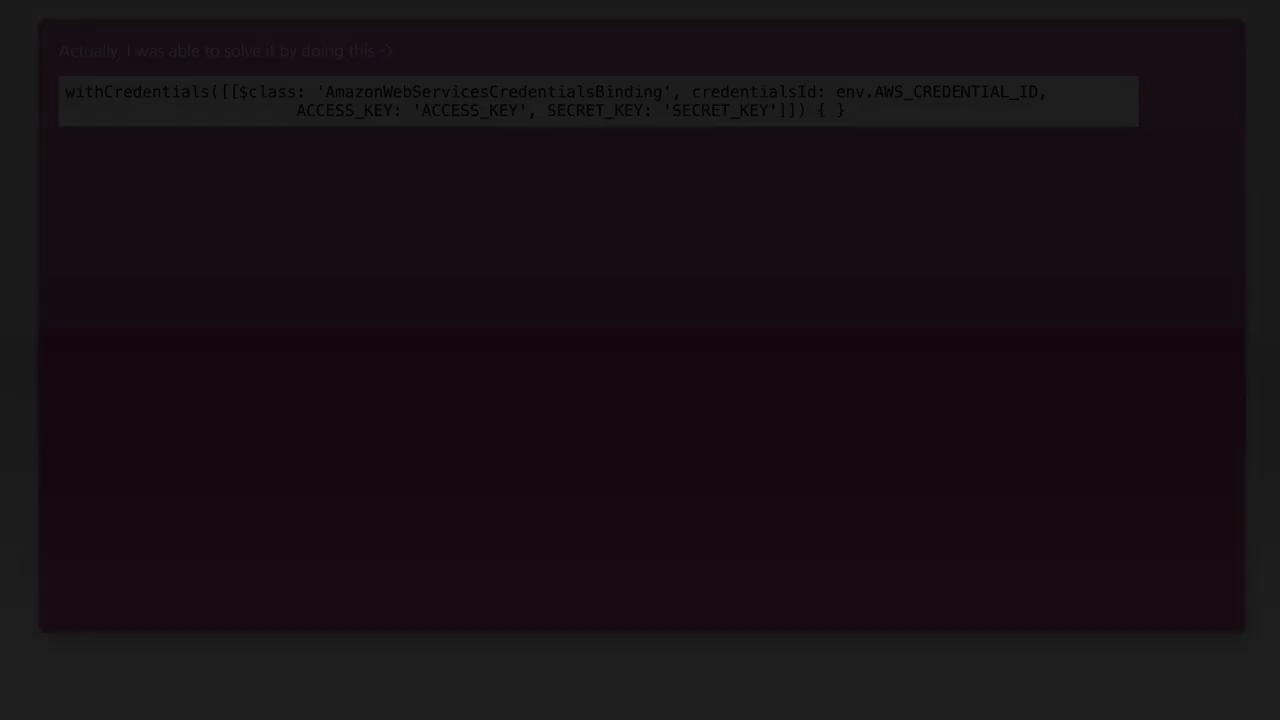 Actually, I was able to solve it by doing this :-)
withCredentials([[$class: 'AmazonWebServicesCredentialsBinding', credentialsId: env.AWS_CREDENTIAL_ID,
ACCESS_KEY: 'ACCESS_KEY', SECRET_KEY: 'SECRET_KEY']]) { }